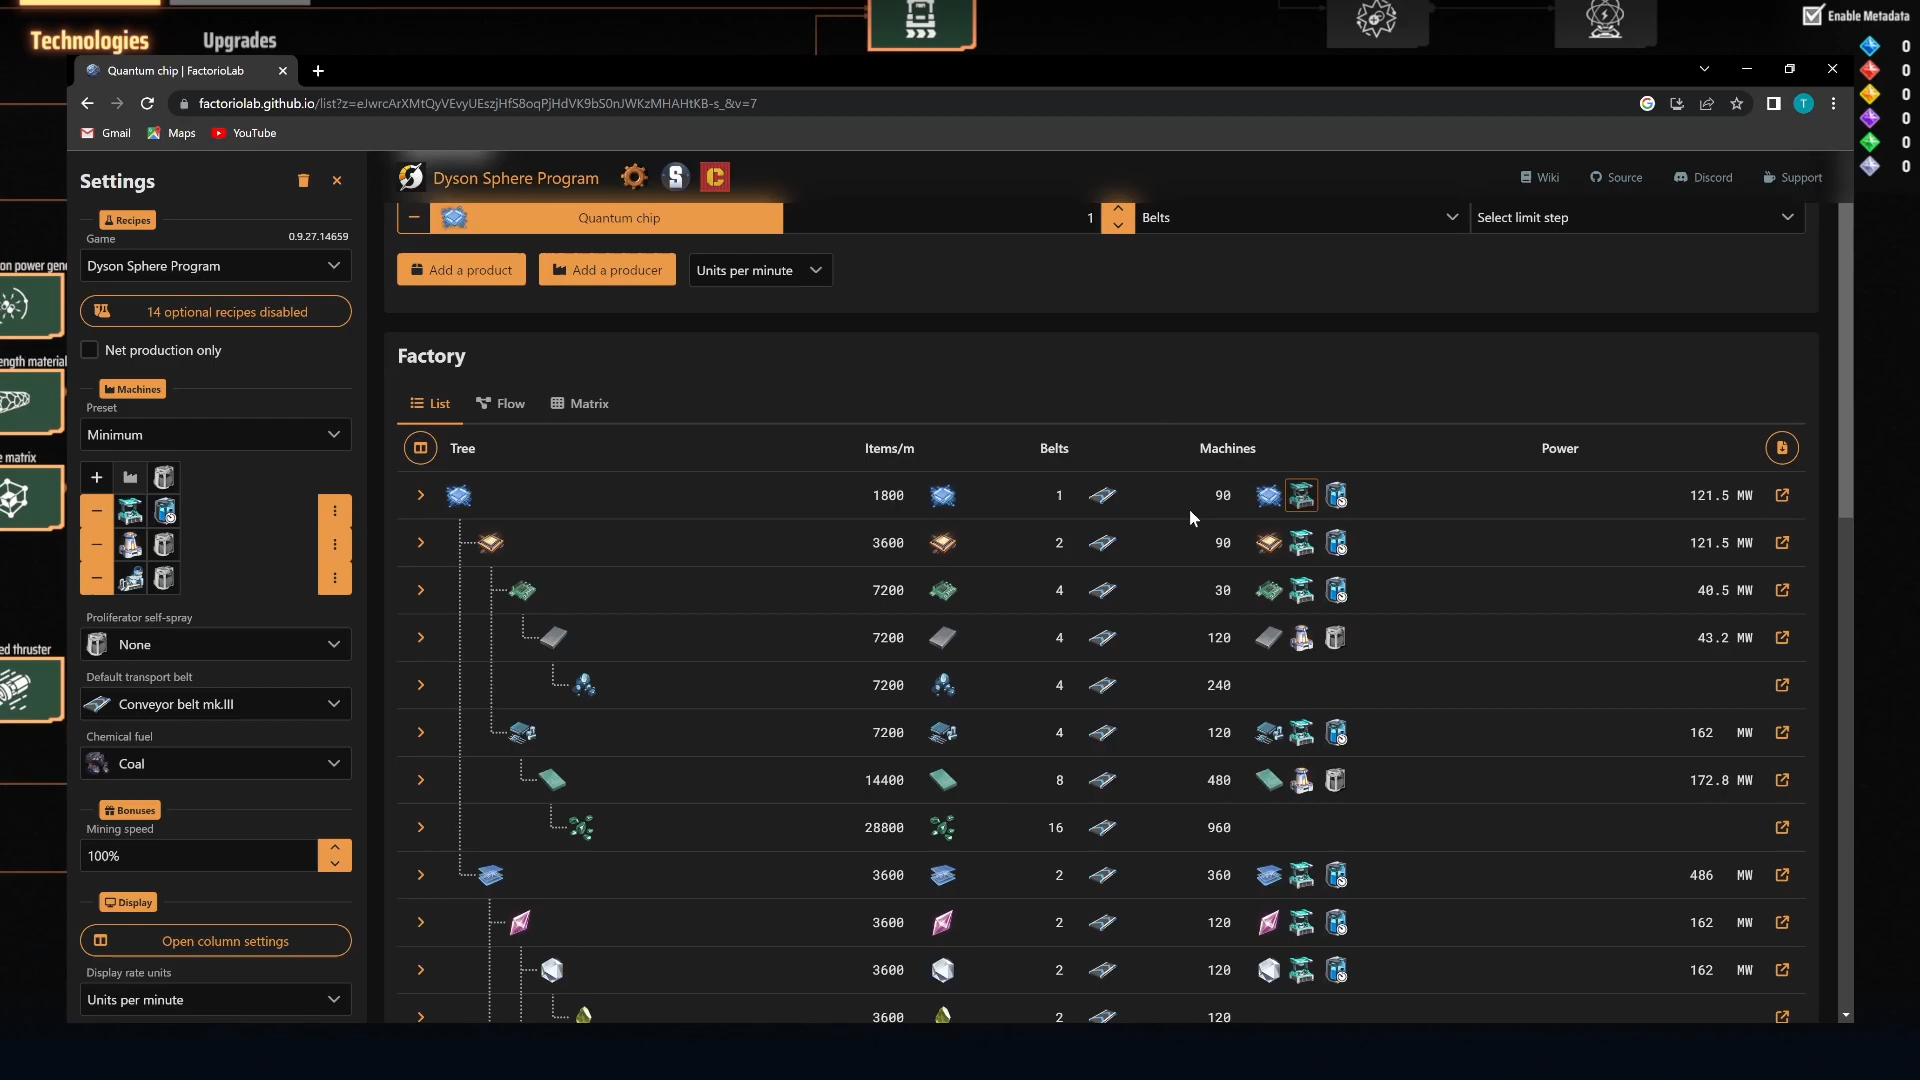 Technologies
Upgrades
Enable Metadata
0
0
0
0
0
0
on power gene
ength material
e matrix
ed thruster
Quantum chip | FactorioLab
factoriolab.github.io/list?z=eJwrcArXMtQyVEvyUEszjHfS8oqPjHdVK9bS0nJWKzMHAHtKB-s_&v=7
T
Gmail
Maps
YouTube
Settings
Recipes
Game
0.9.27.14659
Dyson Sphere Program
14 optional recipes disabled
Net production only
Machines
Preset
Minimum
Proliferator self-spray
None
Default transport belt
Conveyor belt mk.III
Chemical fuel
Coal
Bonuses
Mining speed
100%
Display
Open column settings
Display rate units
Units per minute
Dyson Sphere Program
S
C
Wiki
Source
Discord
Support
Quantum chip
1
Belts
Select limit step
Add a product
Add a producer
Units per minute
Factory
List
Flow
Matrix
Tree Items/m Belts Machines Power
1800 1 90 121.5 MW
3600 2 90 121.5 MW
7200 4 30 40.5 MW
7200 4 120 43.2 MW
7200 4 240
7200 4 120 162 MW
14400 8 480 172.8 MW
28800 16 960
3600 2 360 486 MW
3600 2 120 162 MW
3600 2 120 162 MW
3600 2 120